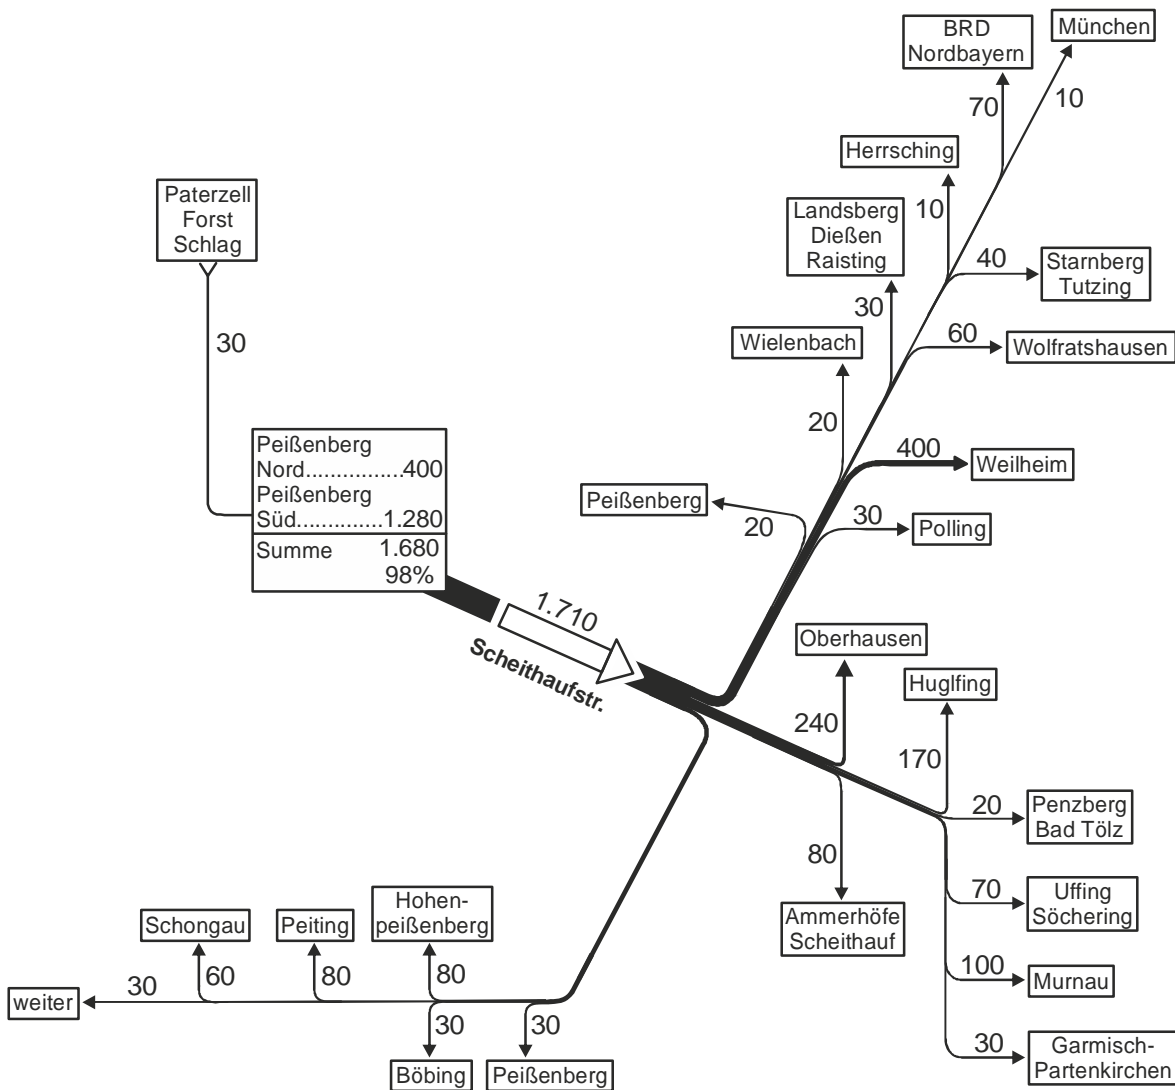 BRD
Nordbayern
München
70
10
Herrsching
10
Paterzell
Forst
Schlag
Landsberg
Dießen
Raisting
40
Starnberg
Tutzing
30
30
Wielenbach
60
Wolfratshausen
20
400
Weilheim
Peißenberg
Nord................400
Peißenberg
Süd..............1.280
Summe 1.680
98%
Peißenberg
20
30
Polling
1.710
Scheithaufstr.
Oberhausen
240
Huglfing
170
20
Penzberg
Bad Tölz
80
Ammerhöfe
Scheithauf
70
Uffing
Söchering
100
Murnau
30
Garmisch-
Partenkirchen
Schongau
Peiting
Hohen-
peißenberg
weiter
30
60
80
80
30
30
Böbing
Peißenberg